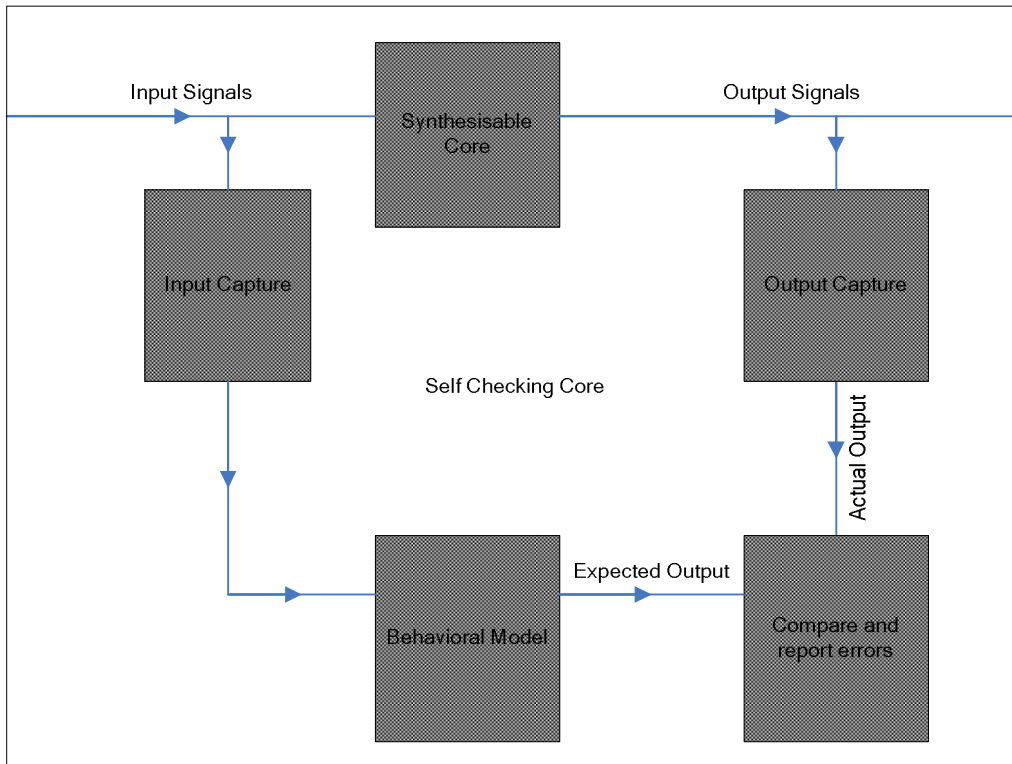 Input Signals
Output Signals
Synthesisable
Core
Input Capture
Output Capture
Self Checking Core
Actual Output
Expected Output
Behavioral Model
Compare and
report errors